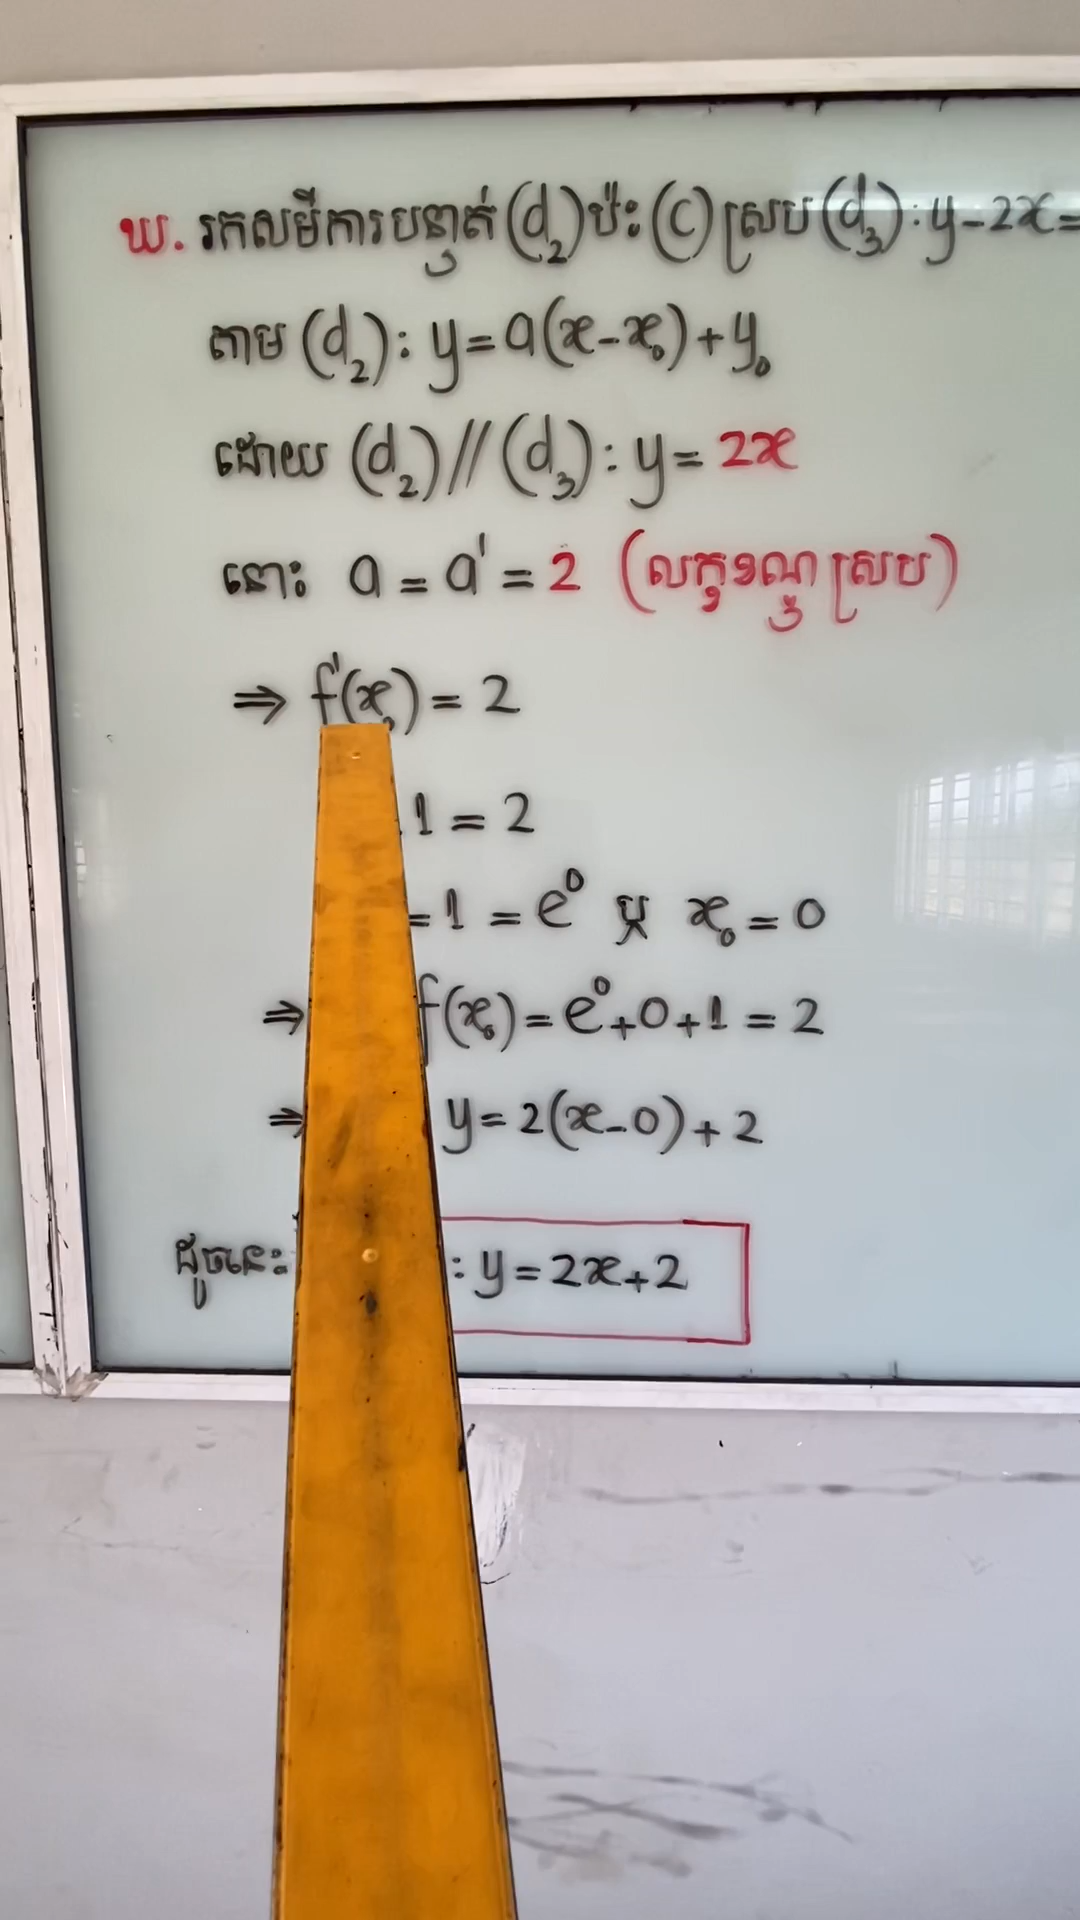 ឃ. រកសមីការបន្ទាត់ (d₂) ប៉ះ (c) ស្រប (d₃) : y - 2x =
តាម (d₂) : y = a(x - x₀) + y₀
ដោយ (d₂) // (d₃) : y = 2x
នោះ a = a' = 2 (លក្ខខណ្ឌស្រប)
⇒ f'(x₀) = 2
1 = 2
= 1 = e⁰ ឬ x₀ = 0
⇒ f(x₀) = e⁰ + 0 + 1 = 2
⇒ y = 2(x - 0) + 2
ដូចនេះ : y = 2x + 2